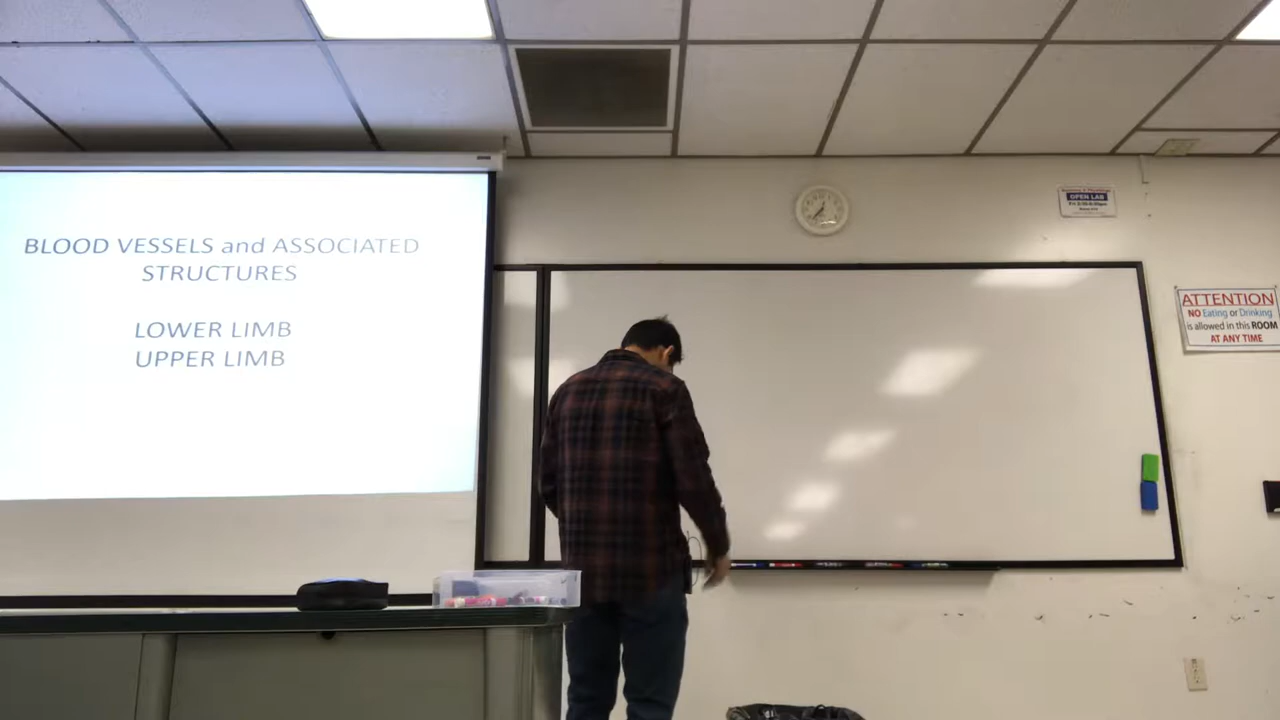 BLOOD VESSELS and ASSOCIATED
STRUCTURES
LOWER LIMB
UPPER LIMB
OPEN LAB
ATTENTION
NO Eating or Drinking
is allowed in this ROOM
AT ANY TIME